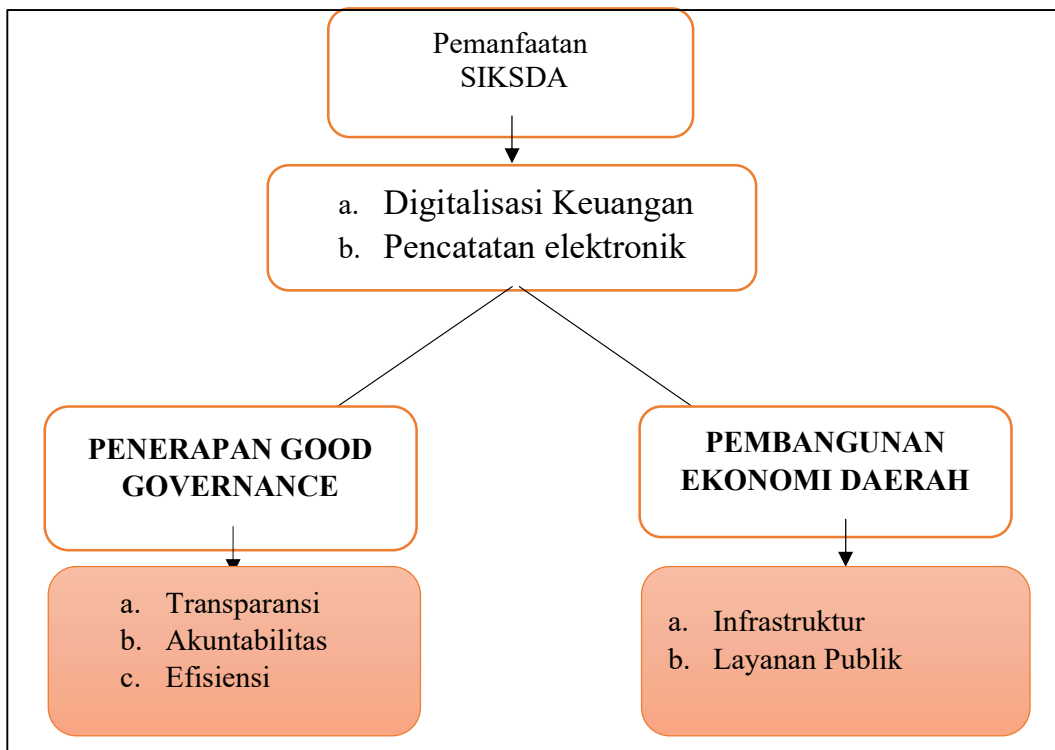 Pemanfaatan
SIKSDA
a. Digitalisasi Keuangan
b. Pencatatan elektronik
PENERAPAN GOOD
GOVERNANCE
PEMBANGUNAN
EKONOMI DAERAH
a. Transparansi
b. Akuntabilitas
c. Efisiensi
a. Infrastruktur
b. Layanan Publik